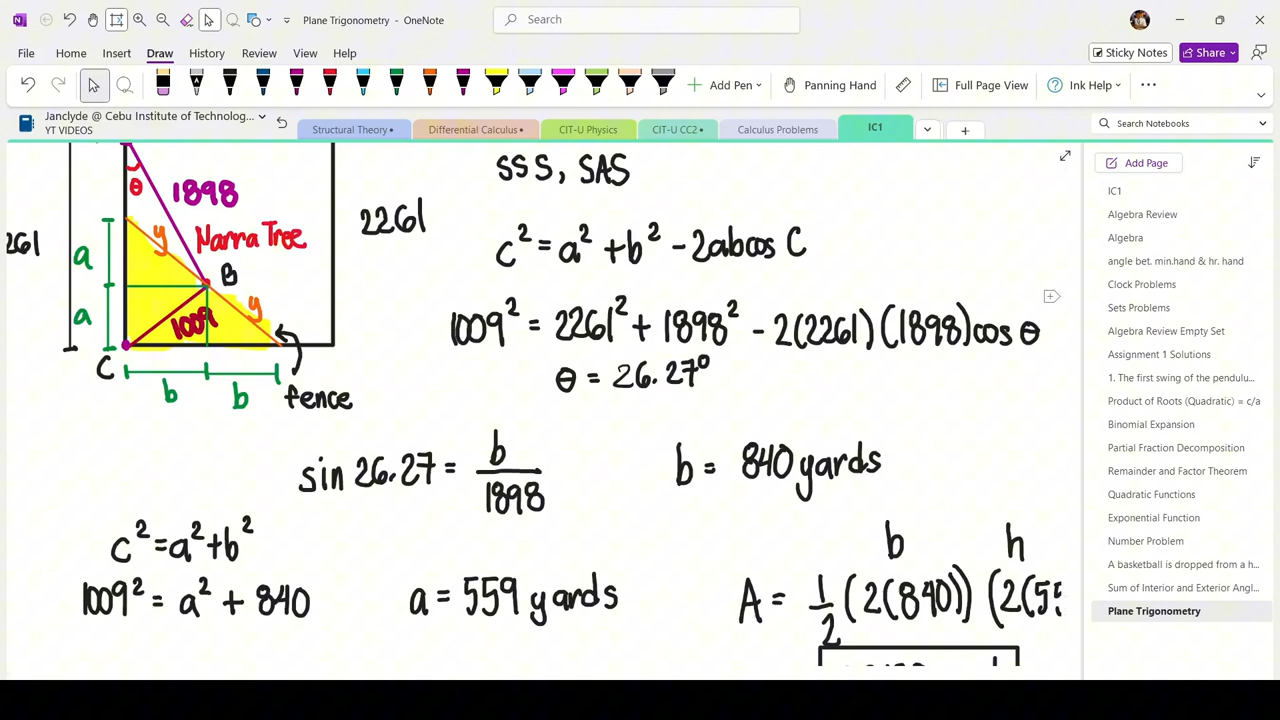 Plane Trigonometry - OneNote
Search
File Home Insert Draw History Review View Help
Sticky Notes
Share
Add Pen
Panning Hand
Full Page View
Ink Help
Janclyde @ Cebu Institute of Technolog...
YT VIDEOS
Structural Theory
Differential Calculus
CIT-U Physics
CIT-U CC2
Calculus Problems
IC1
Search Notebooks
Add Page
IC1
Algebra Review
Algebra
angle bet. min.hand & hr. hand
Clock Problems
Sets Problems
Algebra Review Empty Set
Assignment 1 Solutions
1. The first swing of the pendulu...
Product of Roots (Quadratic) = c/a
Binomial Expansion
Partial Fraction Decomposition
Remainder and Factor Theorem
Quadratic Functions
Exponential Function
Number Problem
A basketball is dropped from a h...
Sum of Interior and Exterior Angl...
Plane Trigonometry
θ
1898
261
2261
a
y
Narra Tree
B
a
1009
y
C
b
b
fence
SSS, SAS
c² = a² + b² - 2abcos C
1009² = 2261² + 1898² - 2(2261)(1898)cos θ
θ = 26.27°
sin 26.27 = b / 1898
b = 840 yards
c² = a² + b²
1009² = a² + 840
a = 559 yards
b h
A = 1/2 (2(840)) (2(55